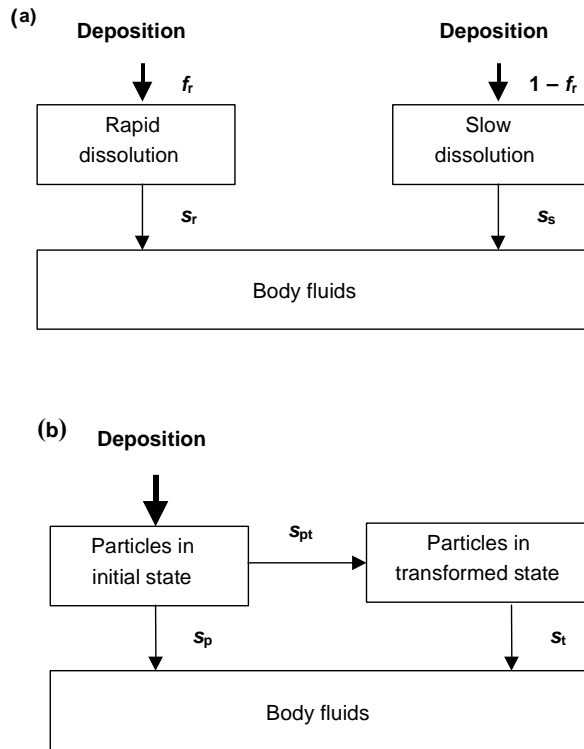 (a)
Deposition Deposition
fr 1 – fr
Rapid dissolution
Slow dissolution
sr ss
Body fluids
(b)
Deposition
Particles in
initial state
spt
Particles in
transformed state
sp st
Body fluids